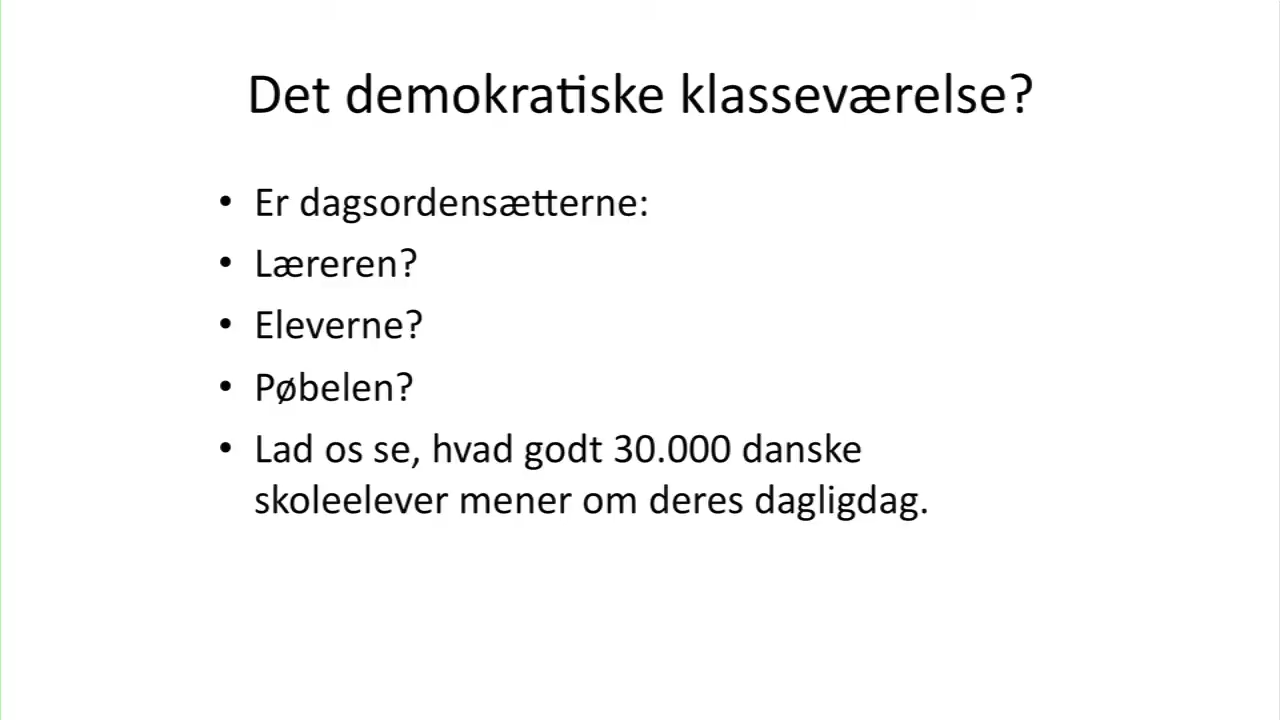 Det demokratiske klasseværelse?
• Er dagsordensætterne:
• Læreren?
• Eleverne?
• Pøbelen?
• Lad os se, hvad godt 30.000 danske
skoleelever mener om deres dagligdag.